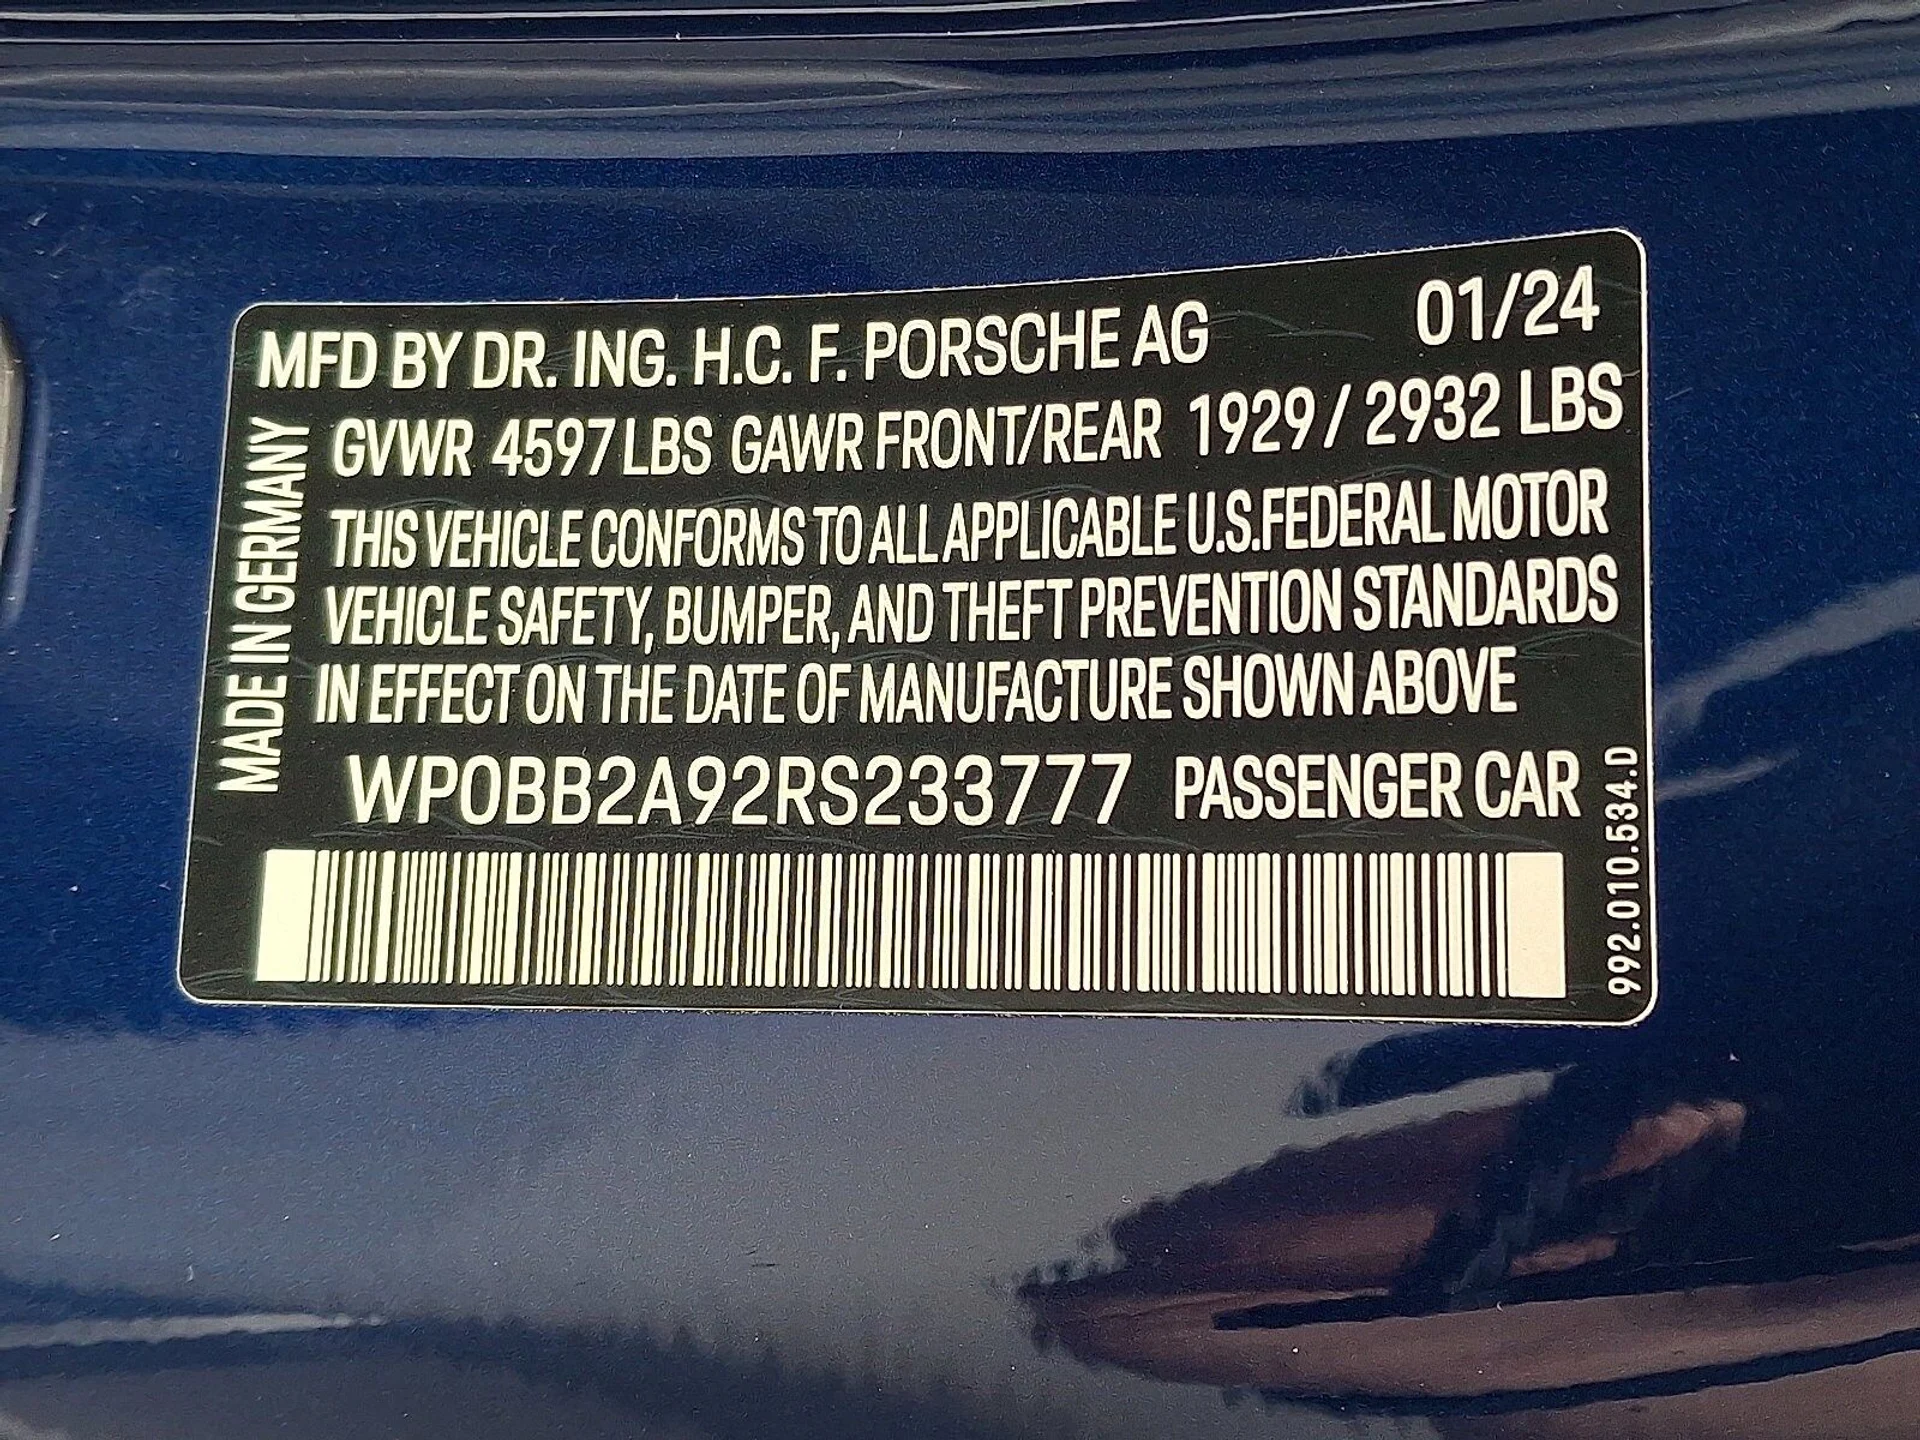 MFD BY DR. ING. H.C. F. PORSCHE AG 01/24
GVWR 4597 LBS GAWR FRONT/REAR 1929 / 2932 LBS
THIS VEHICLE CONFORMS TO ALL APPLICABLE U.S.FEDERAL MOTOR
VEHICLE SAFETY, BUMPER, AND THEFT PREVENTION STANDARDS
IN EFFECT ON THE DATE OF MANUFACTURE SHOWN ABOVE
WP0BB2A92RS233777 PASSENGER CAR
MADE IN GERMANY
992.010.534.D